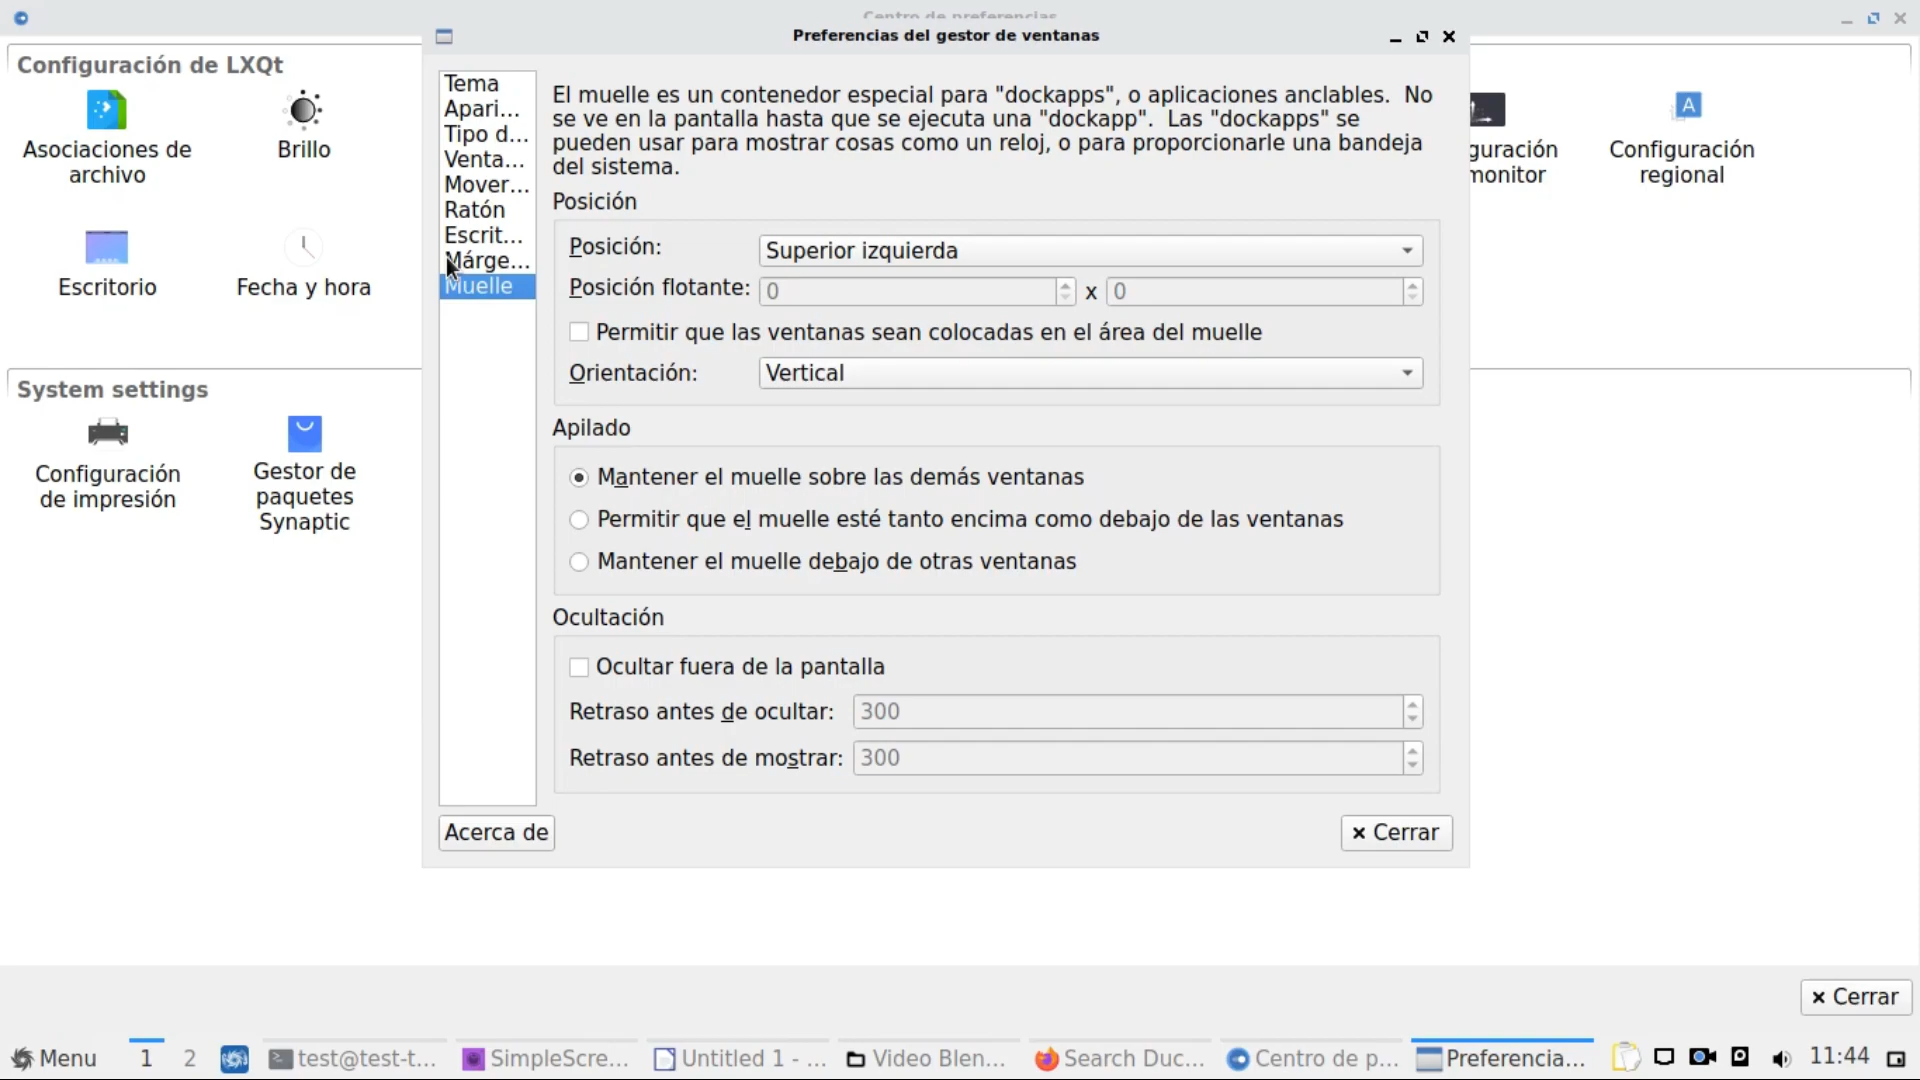 Centro de preferencias
Preferencias del gestor de ventanas
Configuración de LXQt
Asociaciones de
archivo
Brillo
Escritorio
Fecha y hora
System settings
Configuración
de impresión
Gestor de
paquetes
Synaptic
Tema
Apari...
Tipo d...
Venta...
Mover...
Ratón
Escrit...
Márge...
Muelle
El muelle es un contenedor especial para "dockapps", o aplicaciones anclables. No
se ve en la pantalla hasta que se ejecuta una "dockapp". Las "dockapps" se
pueden usar para mostrar cosas como un reloj, o para proporcionarle una bandeja
del sistema.
Posición
Posición: Superior izquierda
Posición flotante: 0 x 0
Permitir que las ventanas sean colocadas en el área del muelle
Orientación: Vertical
Apilado
Mantener el muelle sobre las demás ventanas
Permitir que el muelle esté tanto encima como debajo de las ventanas
Mantener el muelle debajo de otras ventanas
Ocultación
Ocultar fuera de la pantalla
Retraso antes de ocultar: 300
Retraso antes de mostrar: 300
Acerca de
Cerrar
guración
monitor
A
Configuración
regional
Cerrar
Menu 1 2 test@test-t... SimpleScre... Untitled 1 - ... Video Blen... Search Duc... Centro de p... Preferencia... 11:44